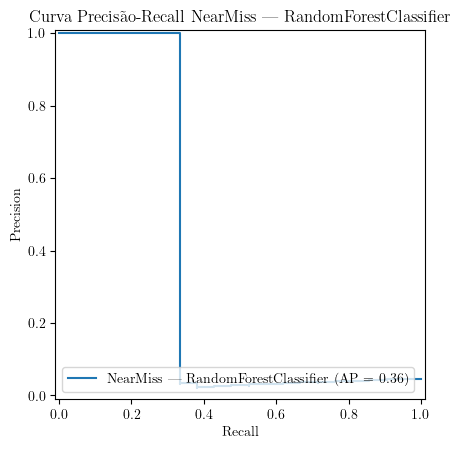 Curva Precisão-Recall NearMiss — RandomForestClassifier
1.0
0.8
0.6
0.4
0.2
0.0
Precision
NearMiss — RandomForestClassifier (AP = 0.36)
0.0 0.2 0.4 0.6 0.8 1.0
Recall